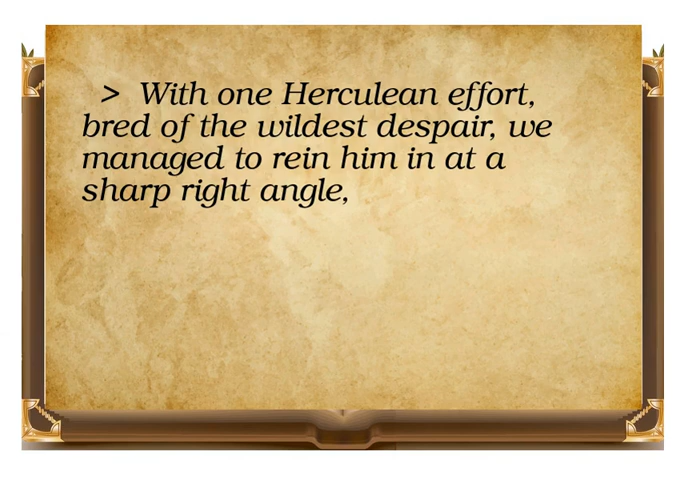 > With one Herculean effort,
bred of the wildest despair, we
managed to rein him in at a
sharp right angle,